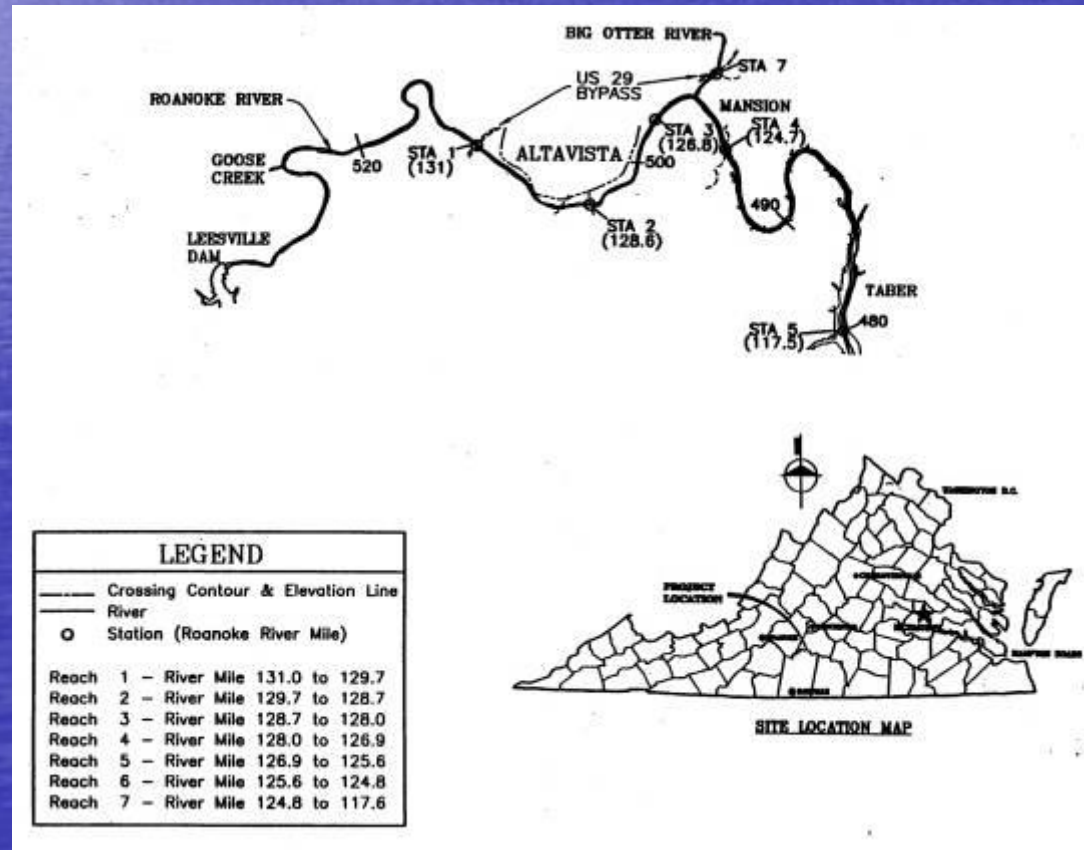 BIG OTTER RIVER
STA 7
US 29
BYPASS
ROANOKE RIVER
MANSION
STA 4
(124.7)
STA 3
(126.8)
STA 1
(131)
ALTAVISTA
500
520
GOOSE
CREEK
STA 2
(128.6)
490
LEESVILLE
DAM
TABER
STA 5
(117.5)
480
LEGEND
Crossing Contour & Elevation Line
River
Station (Roanoke River Mile)
Reach 1 – River Mile 131.0 to 129.7
Reach 2 – River Mile 129.7 to 128.7
Reach 3 – River Mile 128.7 to 128.0
Reach 4 – River Mile 128.0 to 126.9
Reach 5 – River Mile 126.9 to 125.6
Reach 6 – River Mile 125.6 to 124.8
Reach 7 – River Mile 124.8 to 117.6
WASHINGTON D.C.
PROJECT
LOCATION
HAMPTON ROADS
SITE LOCATION MAP